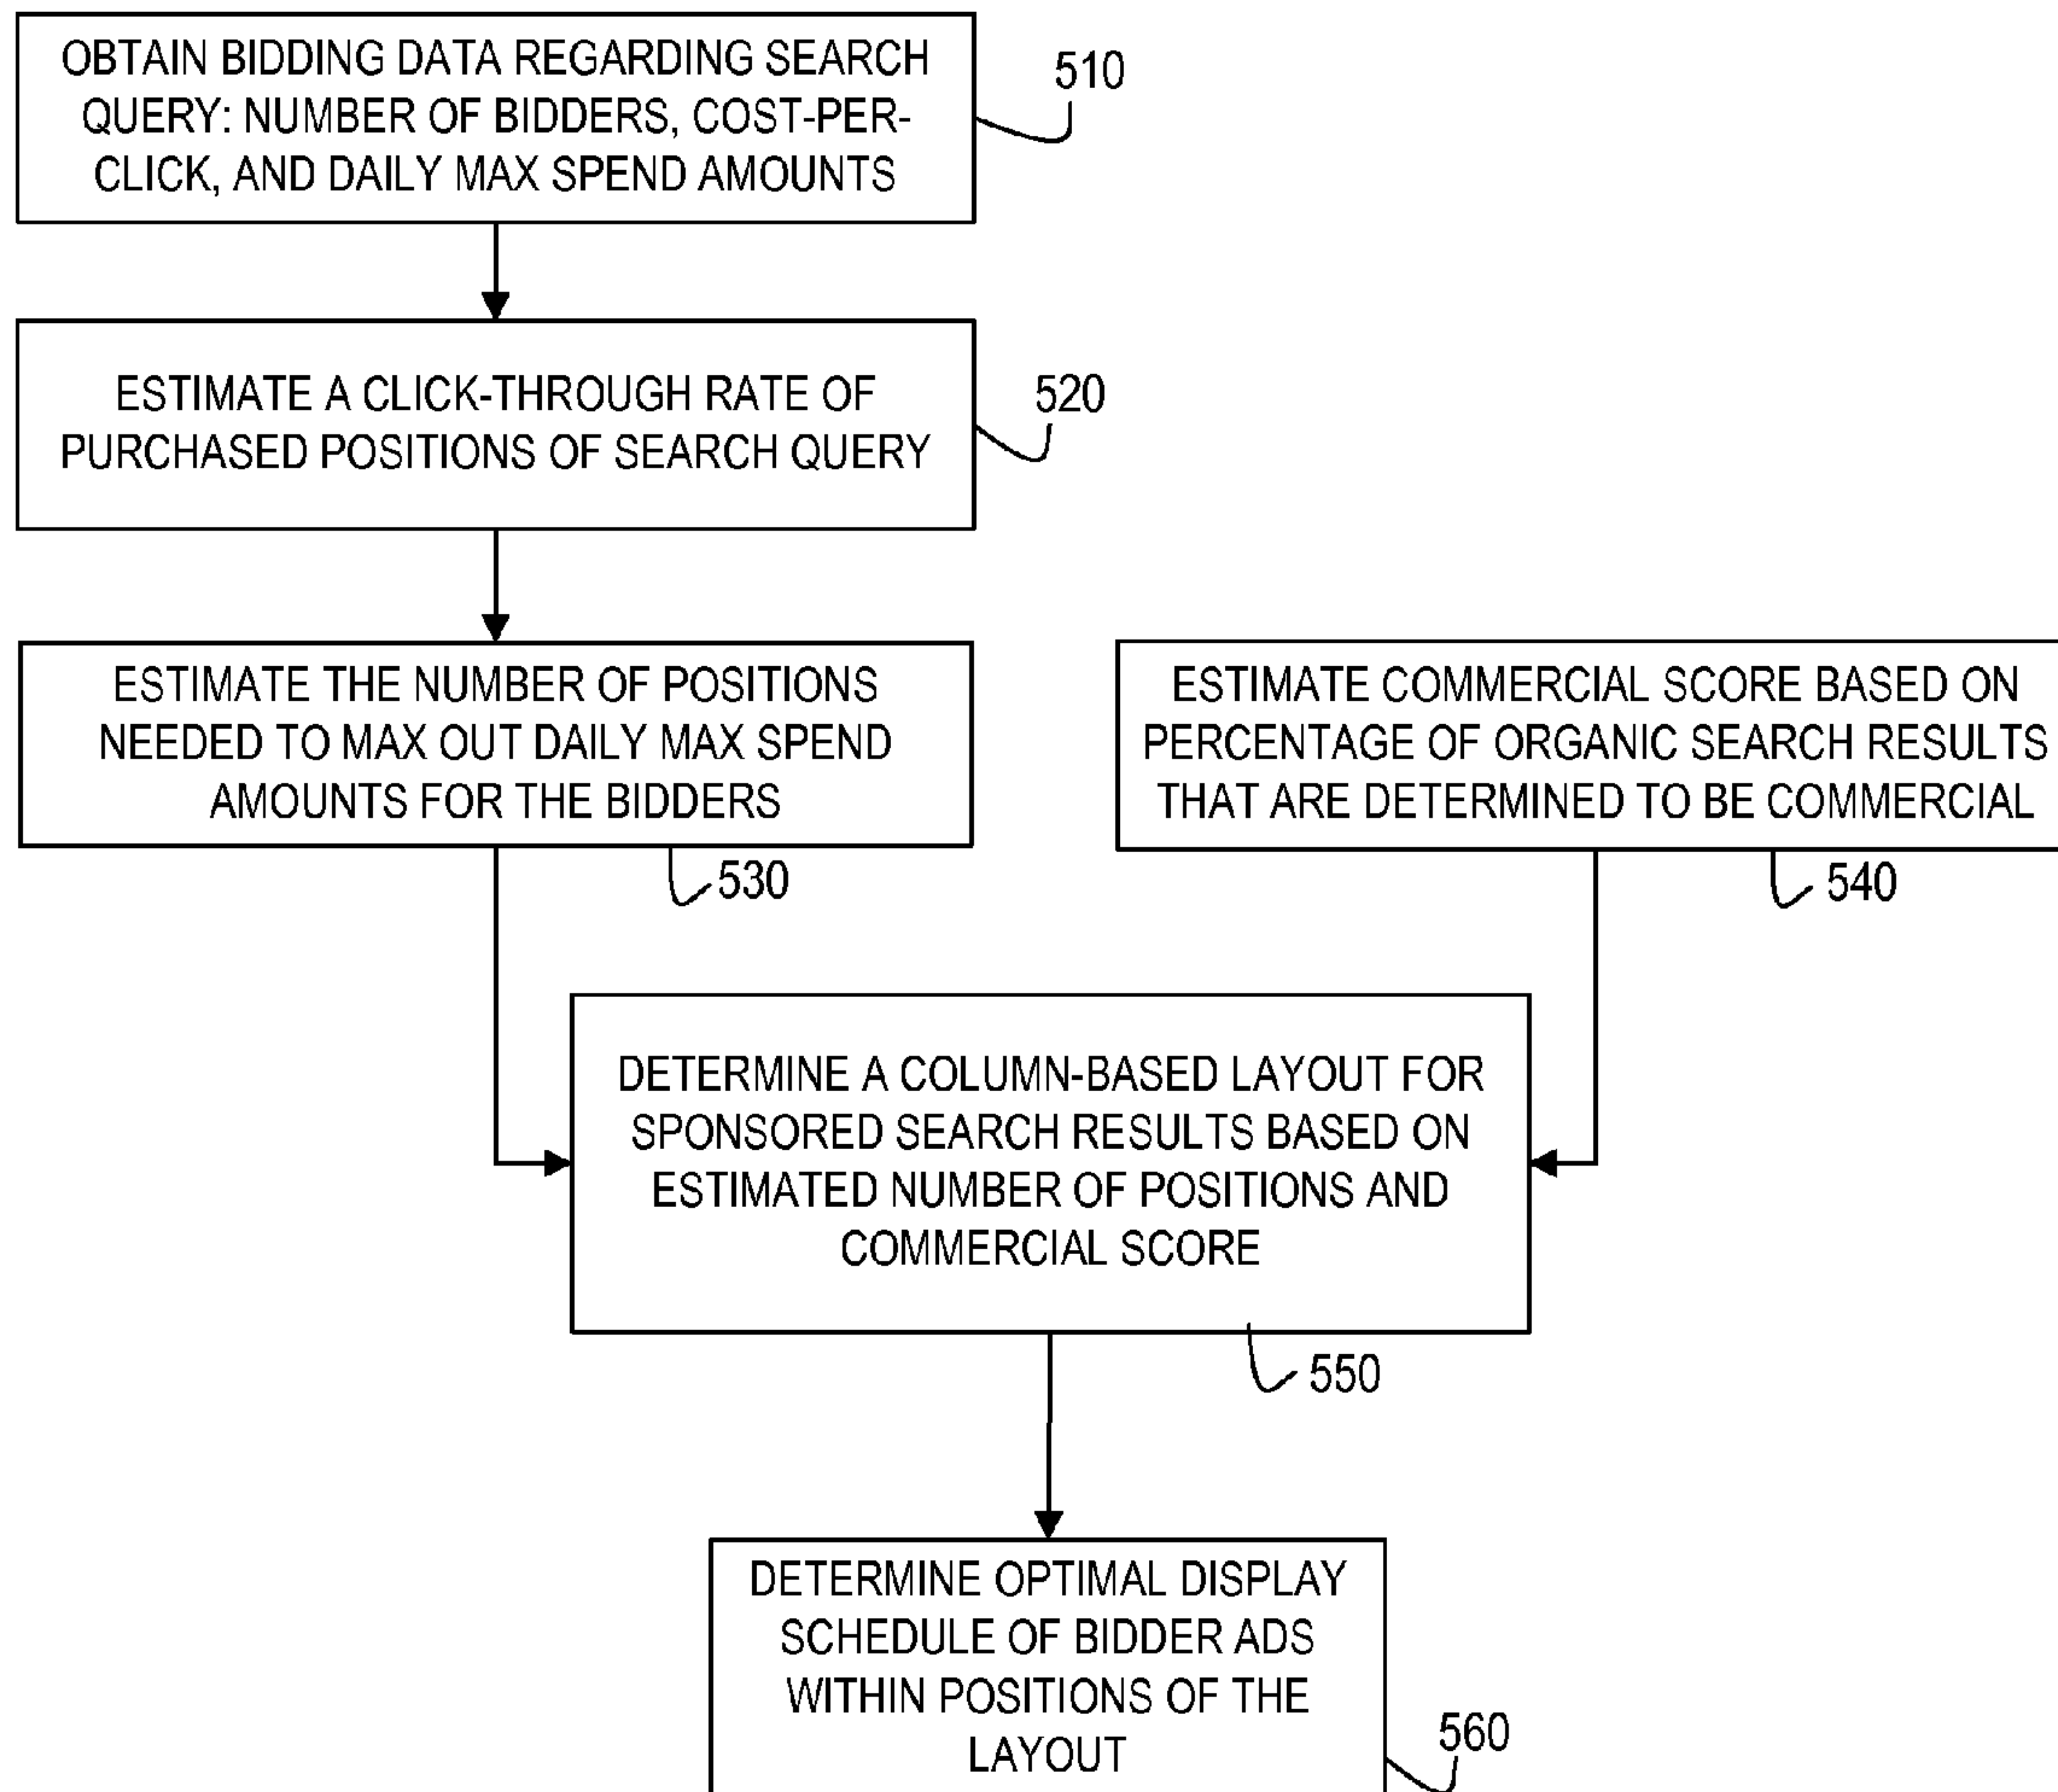 OBTAIN BIDDING DATA REGARDING SEARCH
QUERY: NUMBER OF BIDDERS, COST-PER-
CLICK, AND DAILY MAX SPEND AMOUNTS
510
ESTIMATE A CLICK-THROUGH RATE OF
PURCHASED POSITIONS OF SEARCH QUERY
520
ESTIMATE THE NUMBER OF POSITIONS
NEEDED TO MAX OUT DAILY MAX SPEND
AMOUNTS FOR THE BIDDERS
530
ESTIMATE COMMERCIAL SCORE BASED ON
PERCENTAGE OF ORGANIC SEARCH RESULTS
THAT ARE DETERMINED TO BE COMMERCIAL
540
DETERMINE A COLUMN-BASED LAYOUT FOR
SPONSORED SEARCH RESULTS BASED ON
ESTIMATED NUMBER OF POSITIONS AND
COMMERCIAL SCORE
550
DETERMINE OPTIMAL DISPLAY
SCHEDULE OF BIDDER ADS
WITHIN POSITIONS OF THE
LAYOUT
560